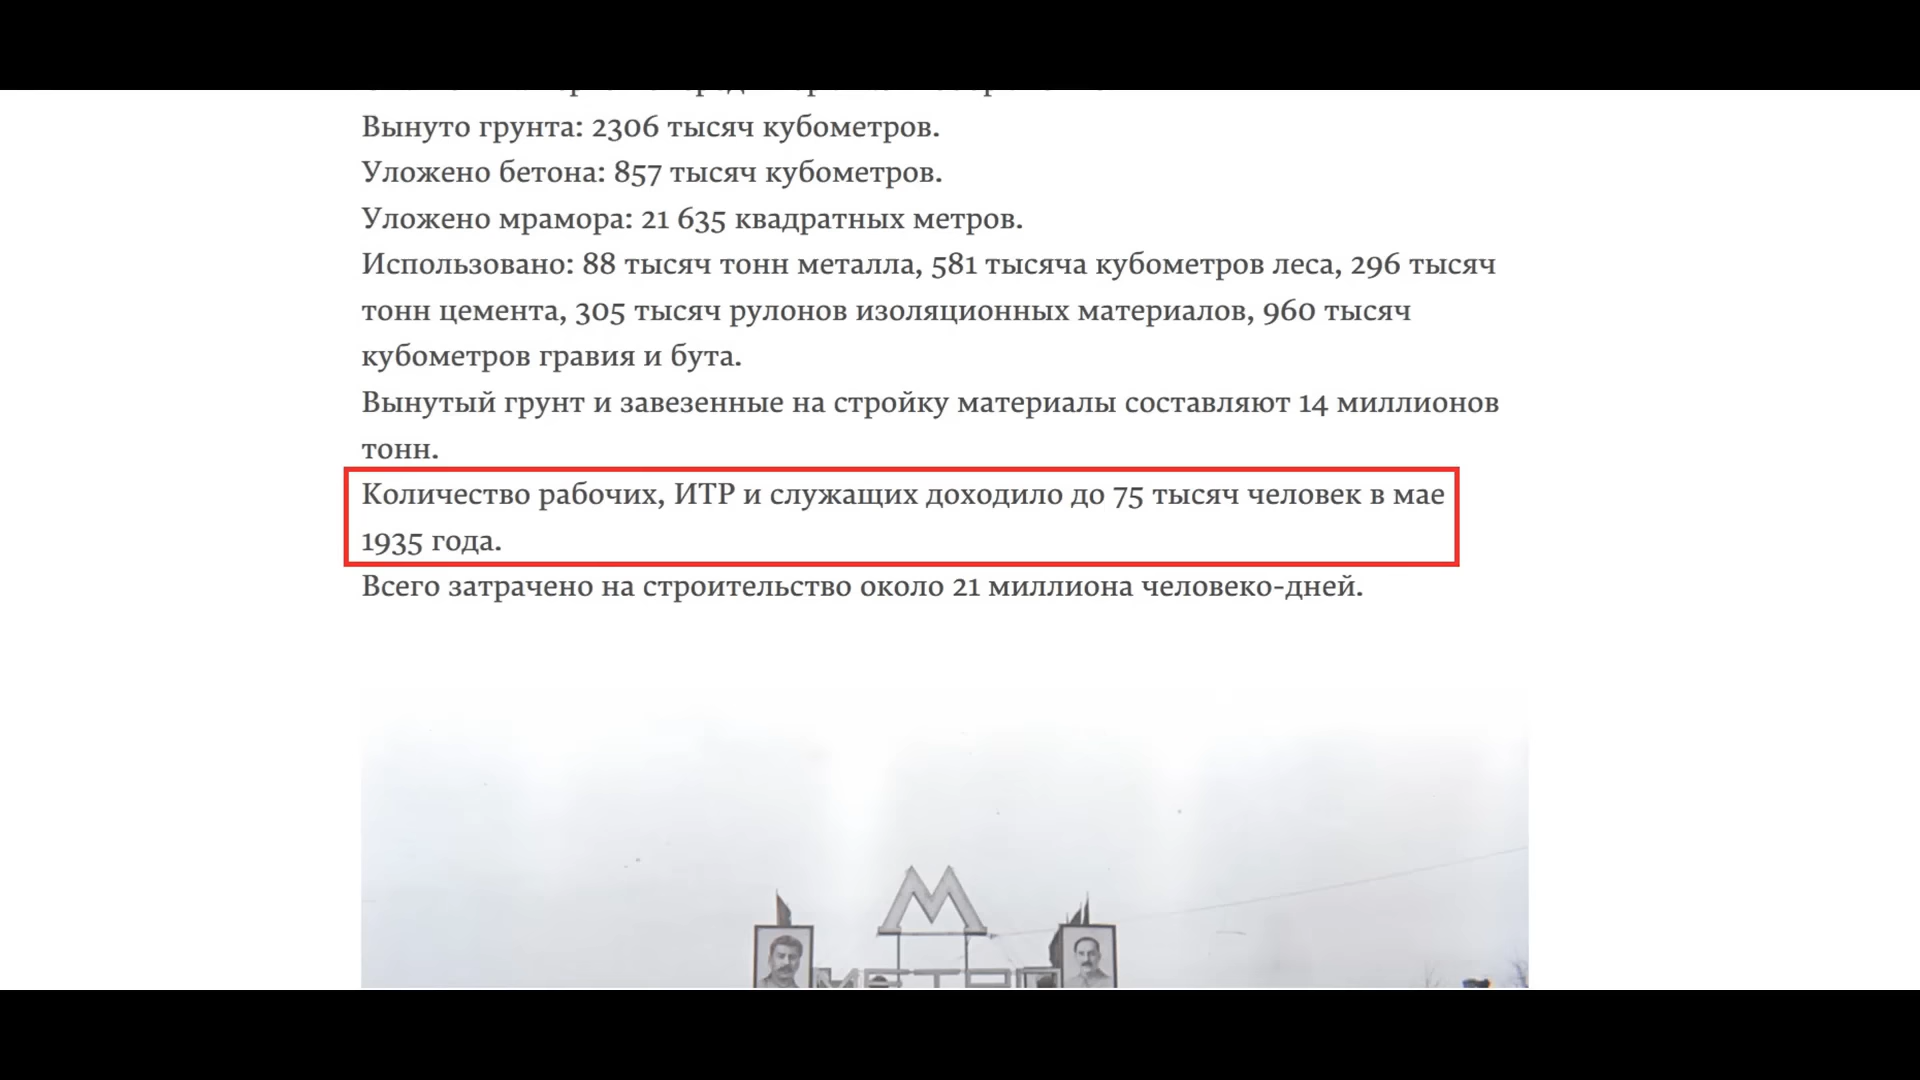 Вынуто грунта: 2306 тысяч кубометров.
Уложено бетона: 857 тысяч кубометров.
Уложено мрамора: 21 635 квадратных метров.
Использовано: 88 тысяч тонн металла, 581 тысяча кубометров леса, 296 тысяч
тонн цемента, 305 тысяч рулонов изоляционных материалов, 960 тысяч
кубометров гравия и бута.
Вынутый грунт и завезенные на стройку материалы составляют 14 миллионов
тонн.
Количество рабочих, ИТР и служащих доходило до 75 тысяч человек в мае
1935 года.
Всего затрачено на строительство около 21 миллиона человеко-дней.
М